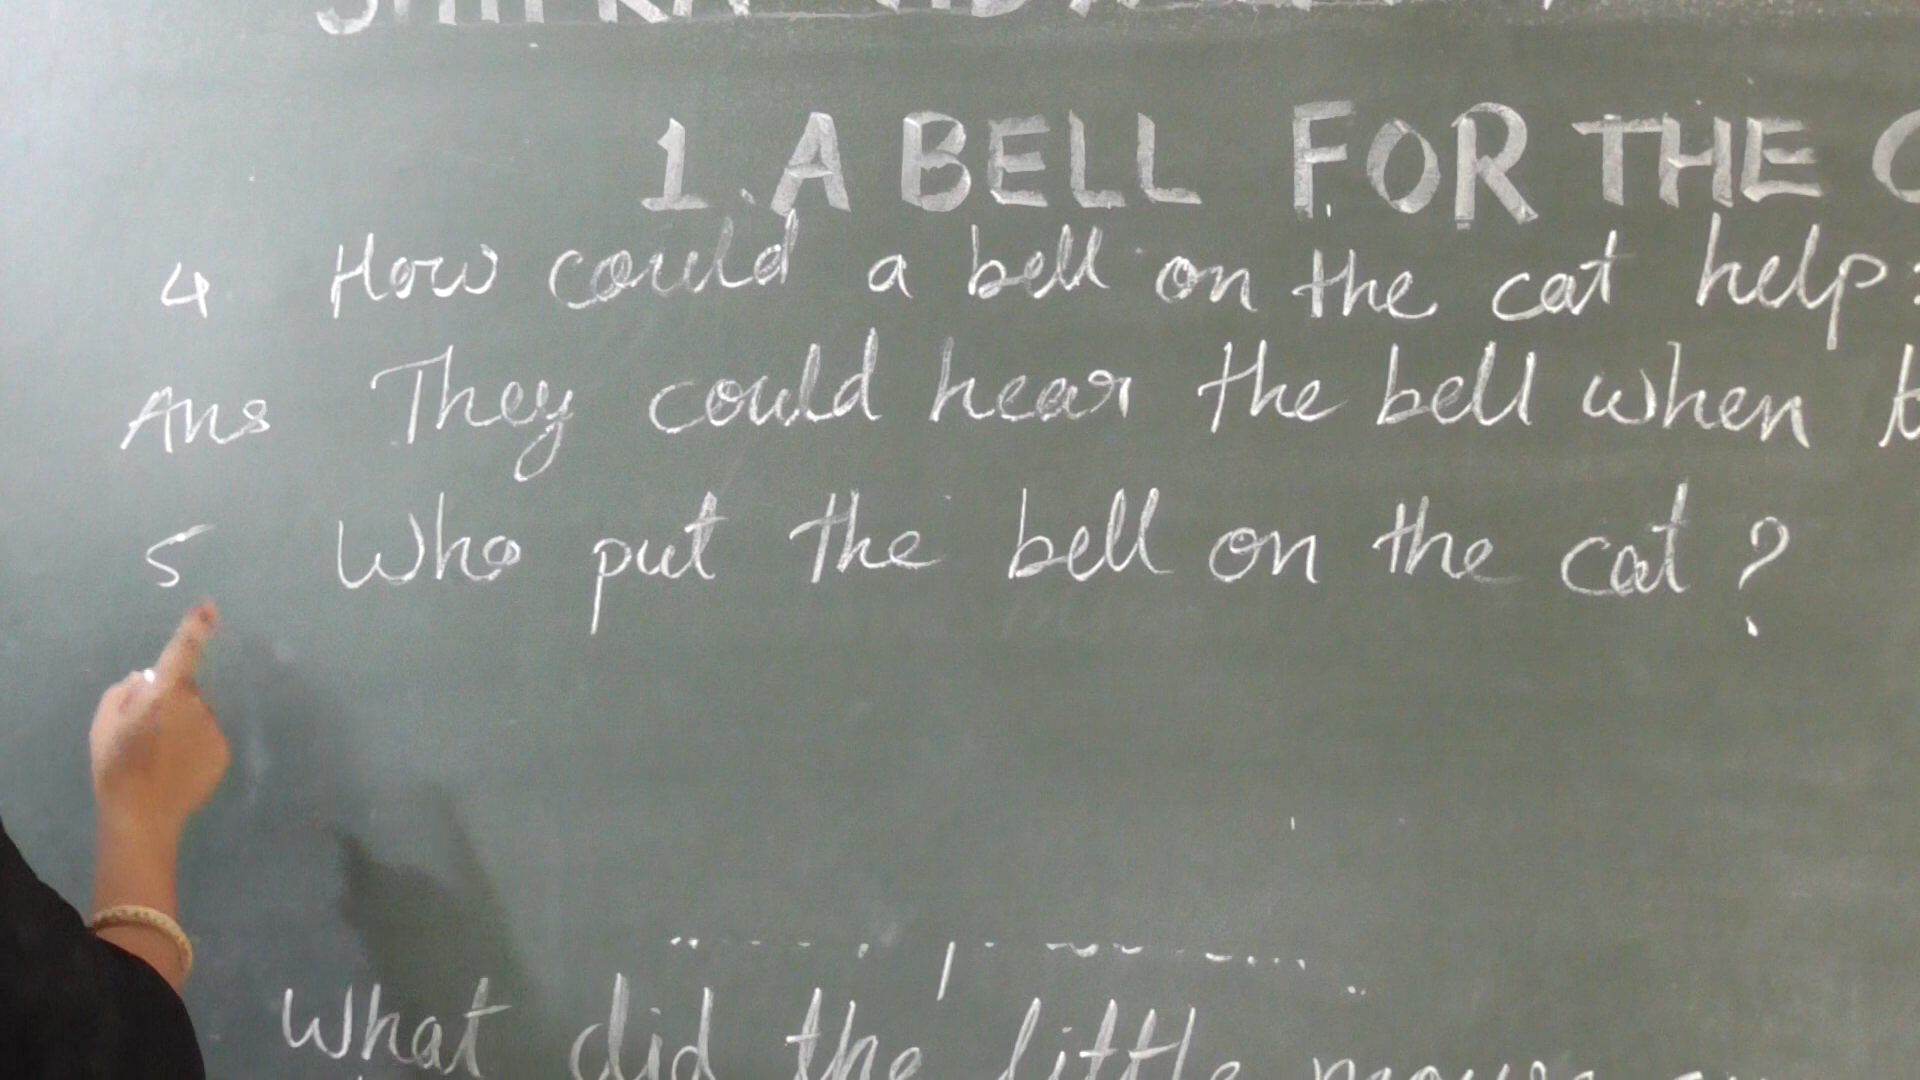 1. A BELL FOR THE
4 How could a bell on the cat help?
Ans They could hear the bell when
5 Who put the bell on the cat?
What did the little mouse